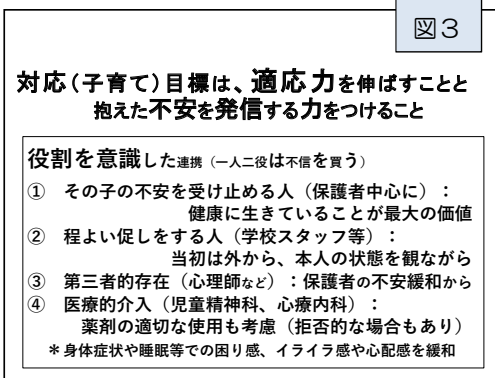 図3
対応（子育て）目標は、適応力を伸ばすことと
抱えた不安を発信する力をつけること
役割を意識した連携（一人二役は不信を買う）
① その子の不安を受け止める人（保護者中心に）：
健康に生きていることが最大の価値
② 程よい促しをする人（学校スタッフ等）：
当初は外から、本人の状態を観ながら
③ 第三者的存在（心理師など）：保護者の不安緩和から
④ 医療的介入（児童精神科、心療内科）：
薬剤の適切な使用も考慮（拒否的な場合もあり）
＊身体症状や睡眠等での困り感、イライラ感や心配感を緩和